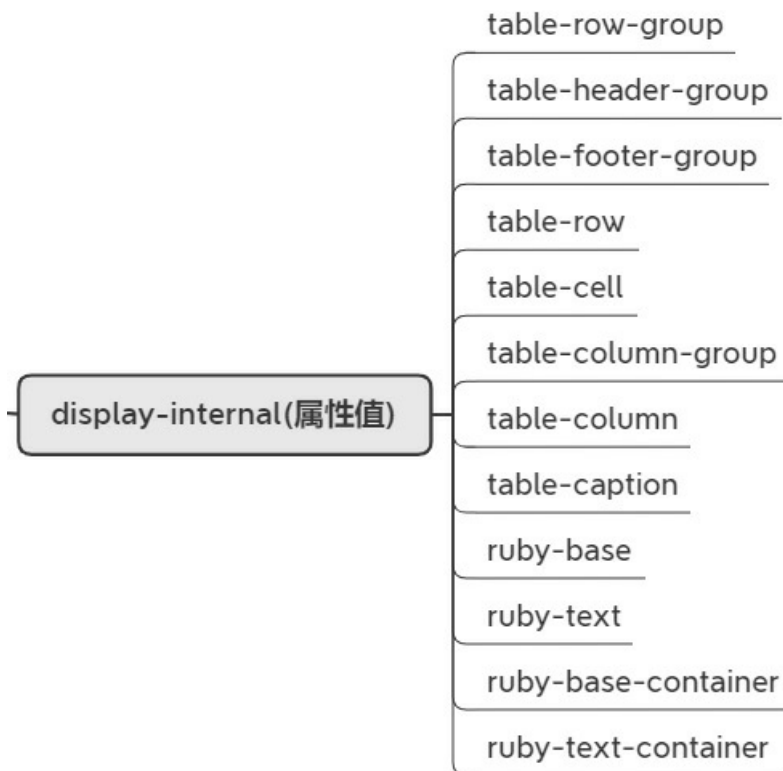 table-row-group
table-header-group
table-footer-group
table-row
table-cell
table-column-group
display-internal(属性值)
table-column
table-caption
ruby-base
ruby-text
ruby-base-container
ruby-text-container